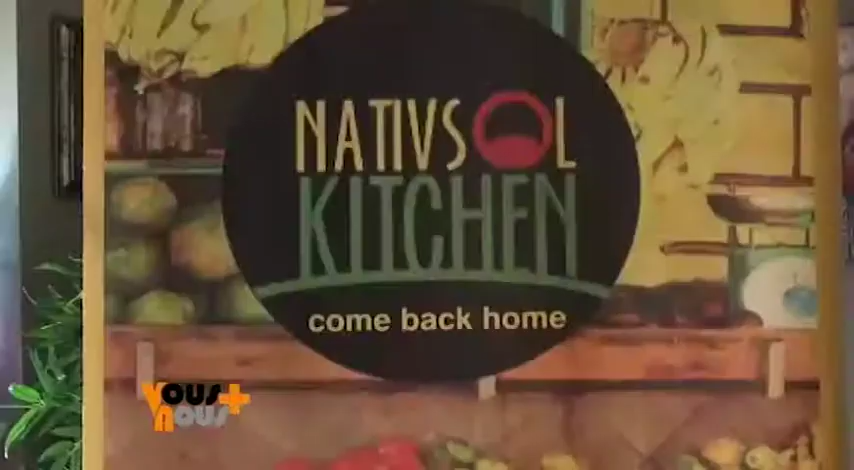 NATIVSOL
KITCHEN
come back home
VOUS
NOUS+